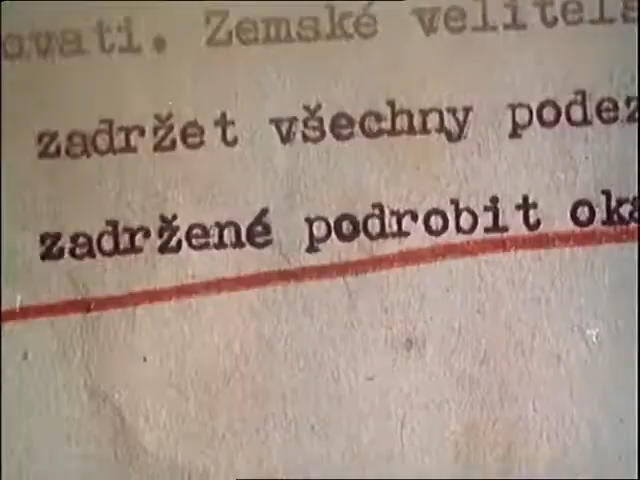 ovati. Zemské velitels
zadržet všechny podez
zadržené podrobit oka